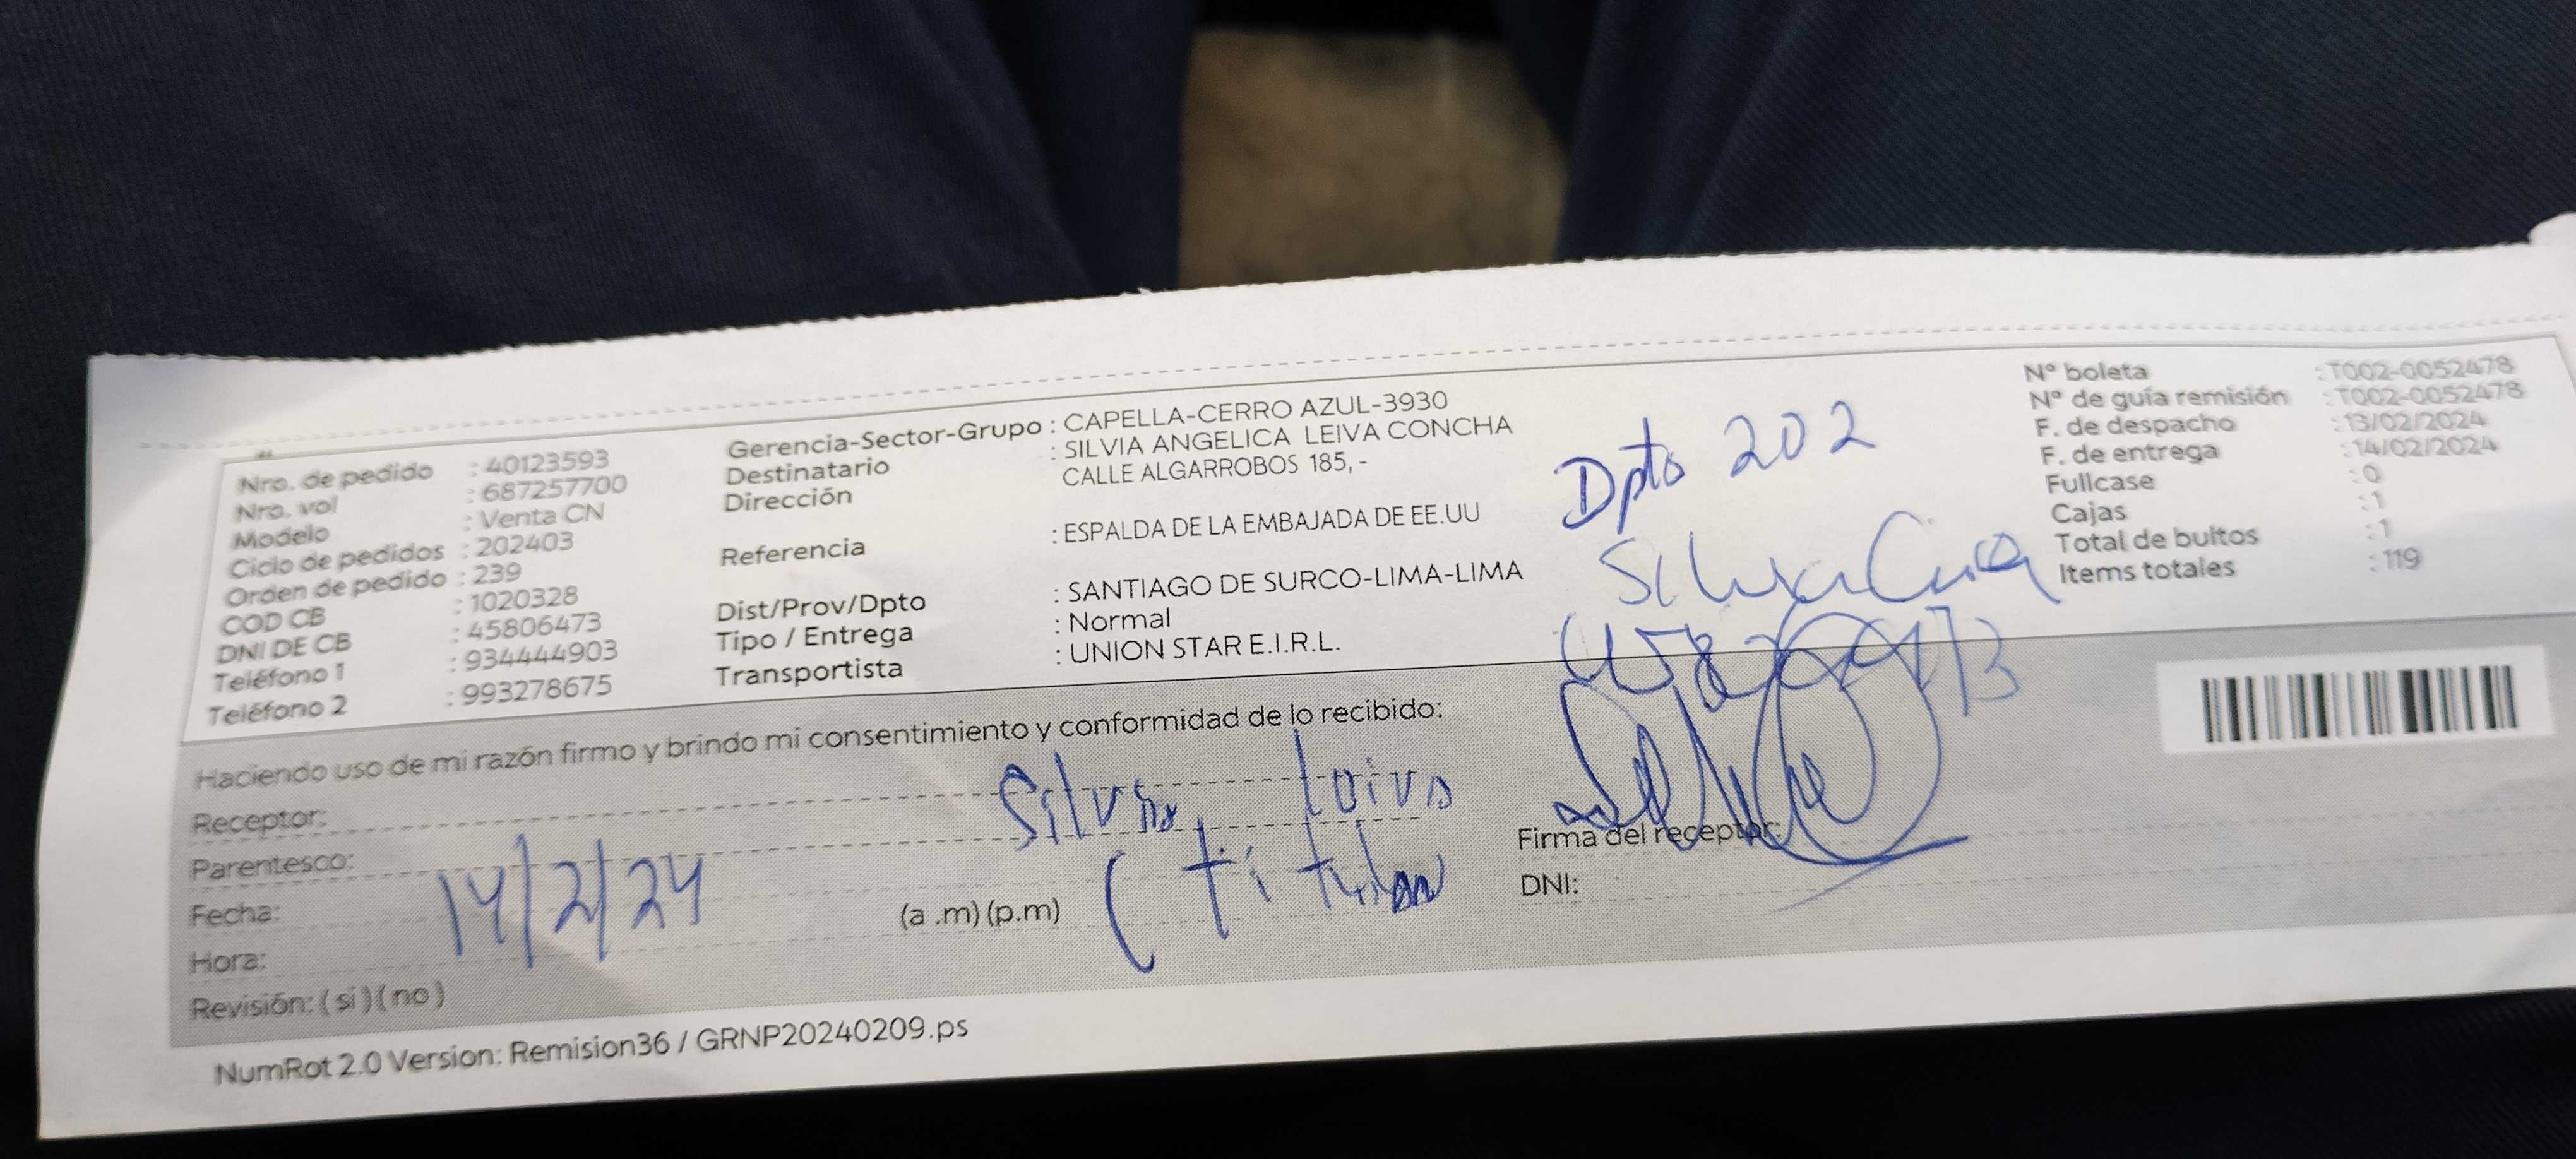 Nro. de pedido : 40123593
Nro. vol : 687257700
Modelo : Venta CN
Ciclo de pedidos : 202403
Orden de pedido : 239
COD CB : 1020328
DNI DE CB : 45806473
Teléfono 1 : 934444903
Teléfono 2 : 993278675
Gerencia-Sector-Grupo : CAPELLA-CERRO AZUL-3930
Destinatario : SILVIA ANGELICA LEIVA CONCHA
Dirección CALLE ALGARROBOS 185,-
Referencia : ESPALDA DE LA EMBAJADA DE EE.UU
Dist/Prov/Dpto : SANTIAGO DE SURCO-LIMA-LIMA
Tipo / Entrega : Normal
Transportista : UNION STAR E.I.R.L.
Dpto 202
Nº boleta : T002-0052478
Nº de guía remisión : T002-0052478
F. de despacho : 13/02/2024
F. de entrega : 14/02/2024
Fullcase : 0
Cajas : 1
Total de bultos : 1
Items totales : 119
Haciendo uso de mi razón firmo y brindo mi consentimiento y conformidad de lo recibido:
Receptor: Silvia
Parentesco: (titular
Fecha: 14/2/24
Hora: (a .m) (p.m)
Revisión: ( si ) ( no )
Firma del receptor:
DNI:
NumRot 2.0 Version: Remision36 / GRNP20240209.ps